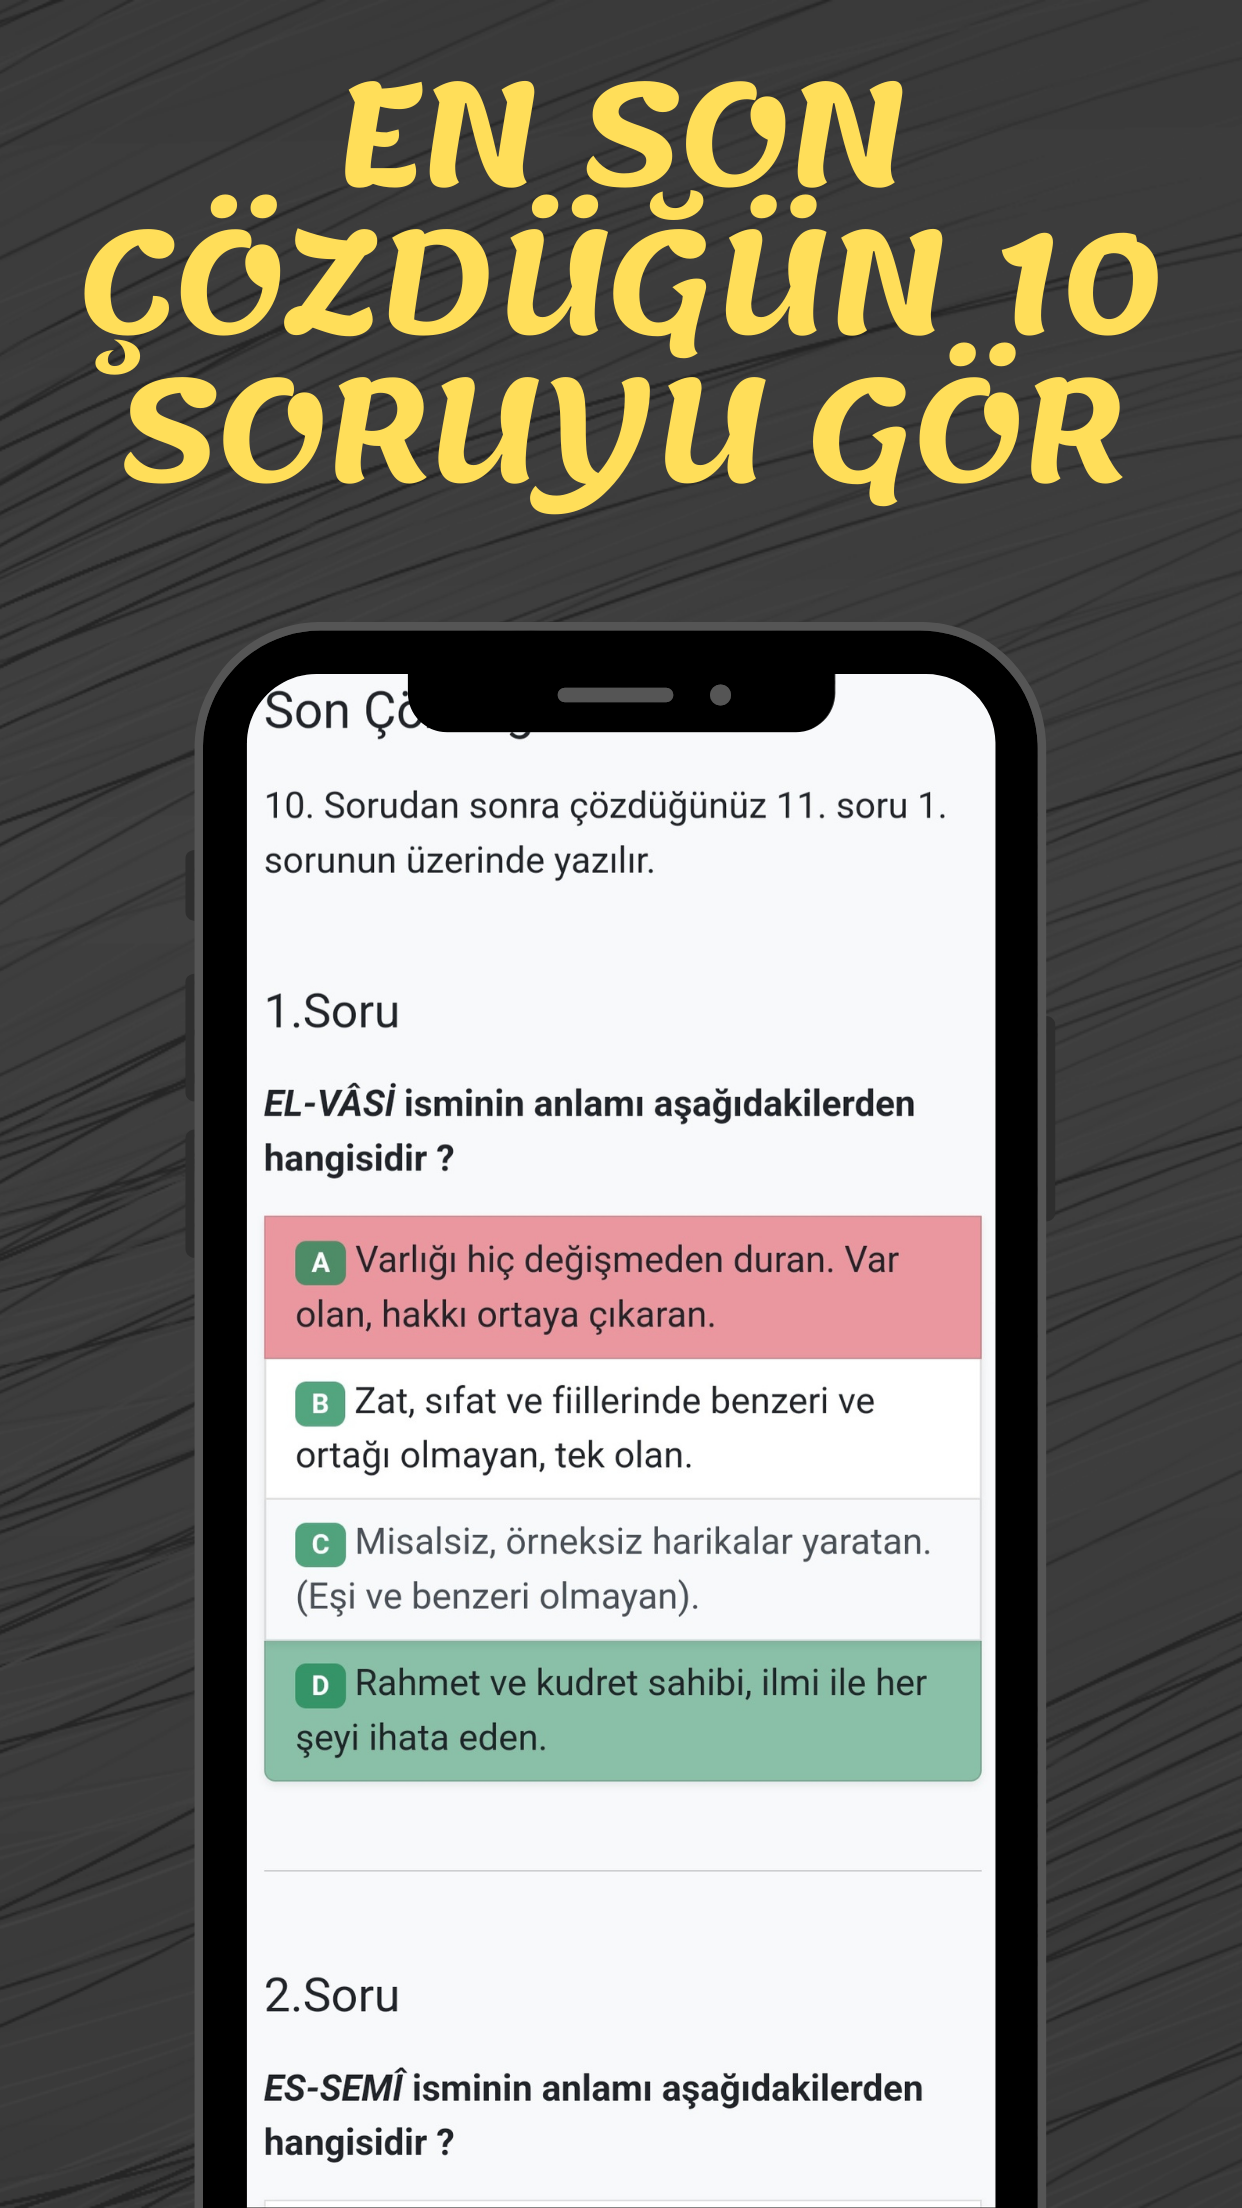 EN SON
ÇÖZDÜĞÜN 10
SORUYU GÖR
Son
10. Sorudan sonra çözdüğünüz 11. soru 1.
sorunun üzerinde yazılır.
1.Soru
EL-VÂSİ isminin anlamı aşağıdakilerden
hangisidir ?
A Varlığı hiç değişmeden duran. Var
olan, hakkı ortaya çıkaran.
B Zat, sıfat ve fiillerinde benzeri ve
ortağı olmayan, tek olan.
C Misalsiz, örneksiz harikalar yaratan.
(Eşi ve benzeri olmayan).
D Rahmet ve kudret sahibi, ilmi ile her
şeyi ihata eden.
2.Soru
ES-SEMÎ isminin anlamı aşağıdakilerden
hangisidir ?